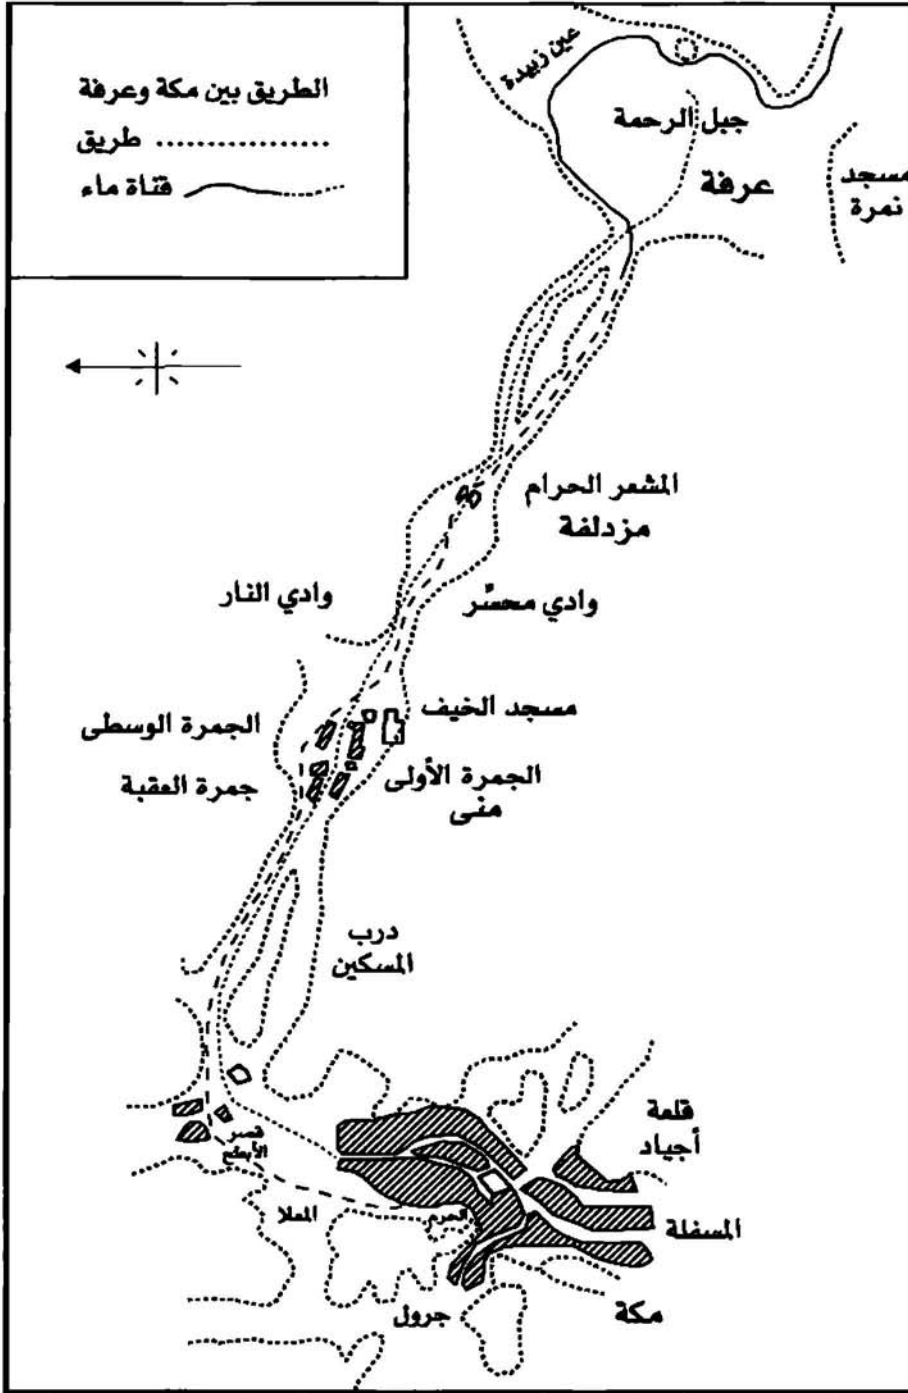 الطريق بين مكة وعرفة
طريق
قناة ماء
عين زبيدة
جبل الرحمة
عرفة
مسجد
نمرة
المشعر الحرام
مزدلفة
وادي محسّر
وادي النار
مسجد الخيف
الجمرة الوسطى
الجمرة الأولى
جمرة العقبة
منى
درب
المسكين
قلعة
أجياد
قصر
الأبطح
المعلا
الحرم
المسفلة
جرول
مكة